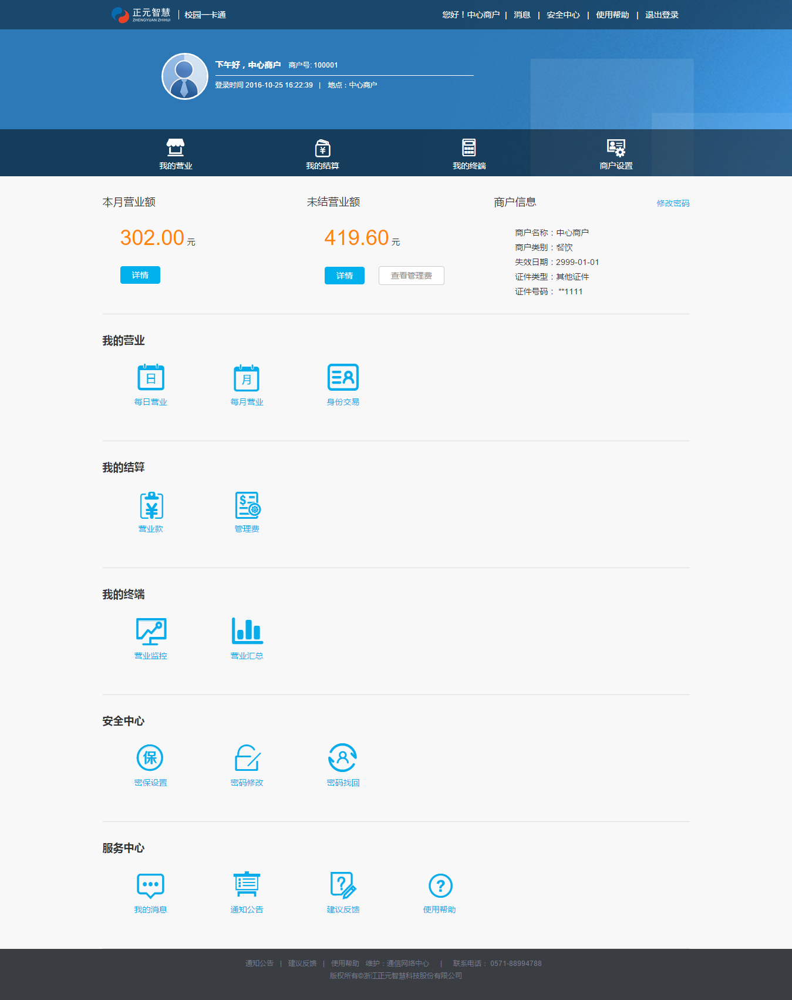 正元智慧
ZHENGYUAN ZHIHUI
校园一卡通
您好！中心商户 | 消息 | 安全中心 | 使用帮助 | 退出登录
下午好，中心商户 商户号: 100001
登录时间 2016-10-25 16:22:39 | 地点：中心商户
我的营业 我的结算 我的终端 商户设置
本月营业额
302.00 元
详情
未结营业额
419.60 元
详情 查看管理费
商户信息 修改密码
商户名称：中心商户
商户类别：餐饮
失效日期：2999-01-01
证件类型：其他证件
证件号码： **1111
我的营业
日 月
每日营业 每月营业 身份交易
我的结算
营业款 管理费
我的终端
营业监控 营业汇总
安全中心
保
密保设置 密码修改 密码找回
服务中心
我的消息 通知公告 建议反馈 使用帮助
通知公告 | 建议反馈 | 使用帮助 维护：通信网络中心 | 联系电话： 0571-88994788
版权所有©浙江正元智慧科技股份有限公司